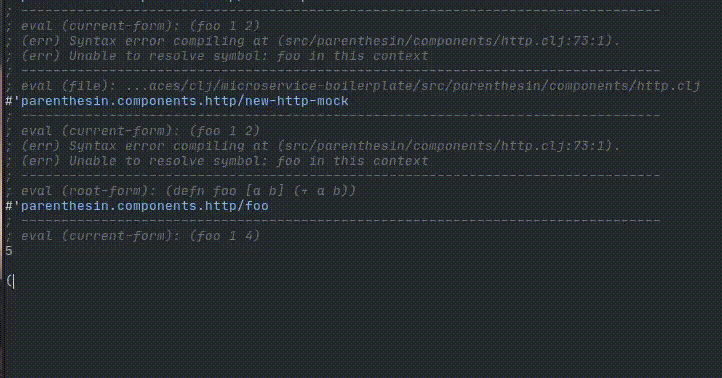 ; --------------------------------------------------------------------------------
; eval (current-form): (foo 1 2)
; (err) Syntax error compiling at (src/parenthesin/components/http.clj:73:1).
; (err) Unable to resolve symbol: foo in this context
; --------------------------------------------------------------------------------
; eval (file): ...aces/clj/microservice-boilerplate/src/parenthesin/components/http.clj
#'parenthesin.components.http/new-http-mock
; --------------------------------------------------------------------------------
; eval (current-form): (foo 1 2)
; (err) Syntax error compiling at (src/parenthesin/components/http.clj:73:1).
; (err) Unable to resolve symbol: foo in this context
; --------------------------------------------------------------------------------
; eval (root-form): (defn foo [a b] (+ a b))
#'parenthesin.components.http/foo
; --------------------------------------------------------------------------------
; eval (current-form): (foo 1 4)
5
(